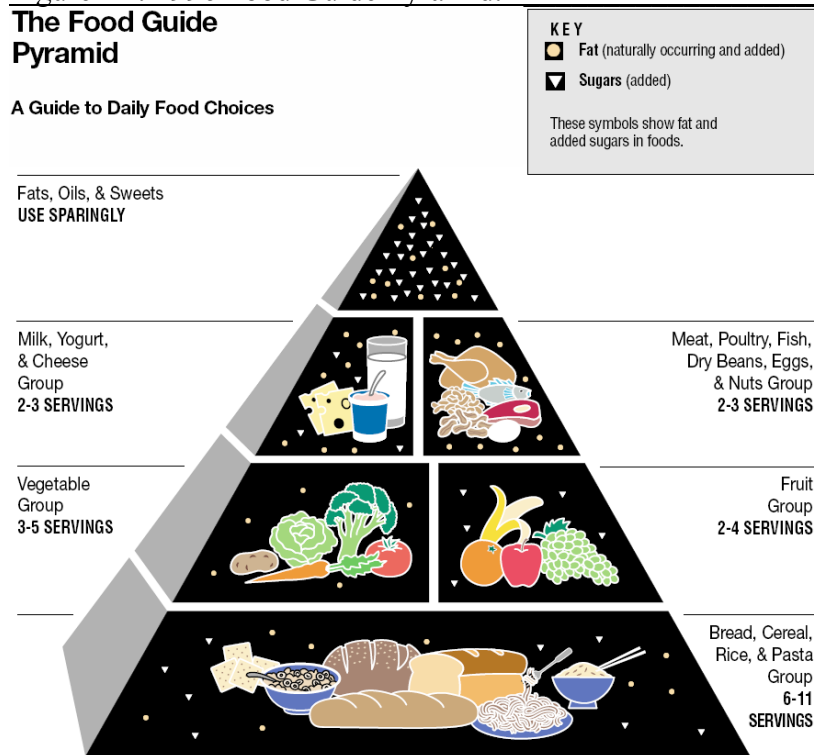 The Food Guide
Pyramid
A Guide to Daily Food Choices
KEY
Fat (naturally occurring and added)
Sugars (added)
These symbols show fat and
added sugars in foods.
Fats, Oils, & Sweets
USE SPARINGLY
Milk, Yogurt,
& Cheese
Group
2-3 SERVINGS
Meat, Poultry, Fish,
Dry Beans, Eggs,
& Nuts Group
2-3 SERVINGS
Vegetable
Group
3-5 SERVINGS
Fruit
Group
2-4 SERVINGS
Bread, Cereal,
Rice, & Pasta
Group
6-11
SERVINGS